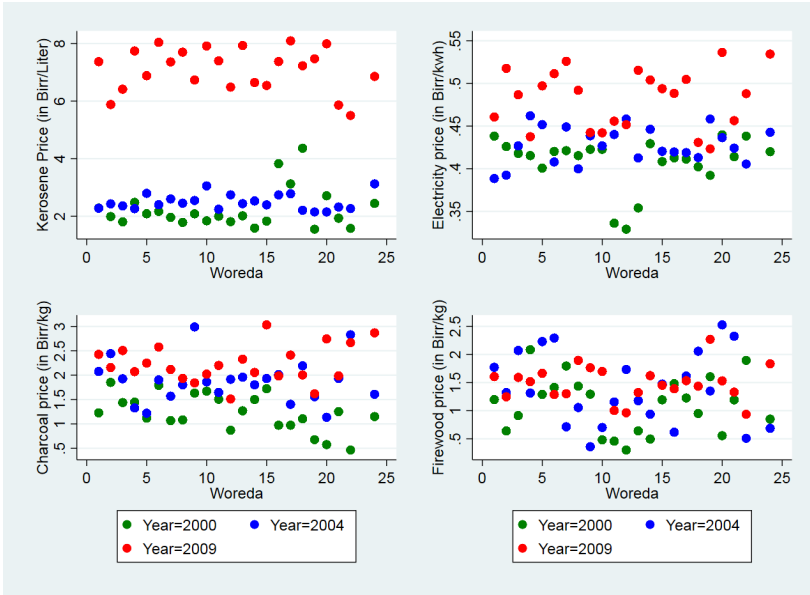 Kerosene Price (in Birr/Liter)
8
6
4
2
0 5 10 15 20 25
Woreda
Electricity price (in Birr/kwh)
.55
.5
.45
.4
.35
0 5 10 15 20 25
Woreda
Charcoal price (in Birr/kg)
3
2.5
2
1.5
1
.5
0 5 10 15 20 25
Woreda
Firewood price (in Birr/kg)
2.5
2
1.5
1
.5
0 5 10 15 20 25
Woreda
Year=2000 Year=2004
Year=2009
Year=2000 Year=2004
Year=2009